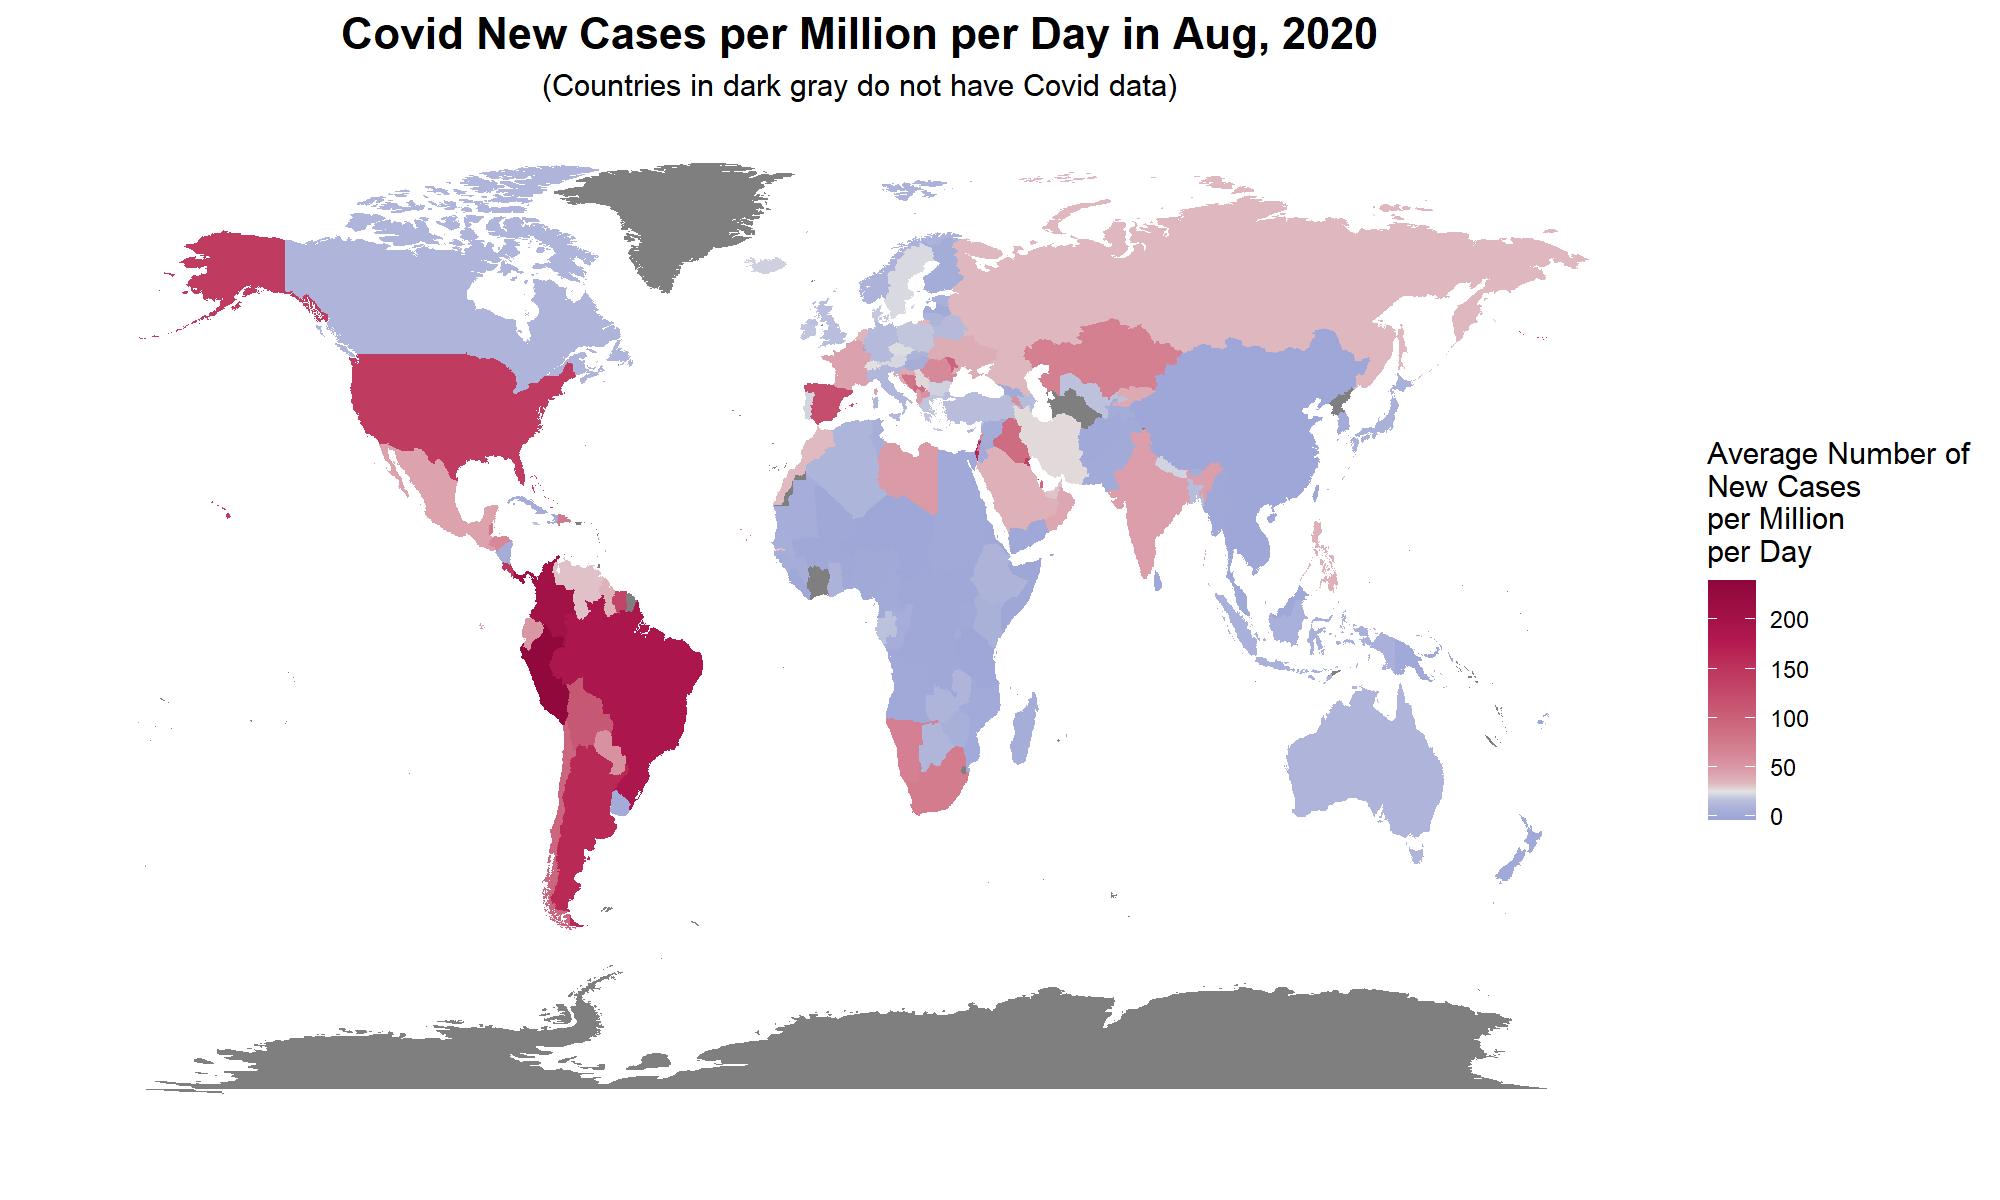 Covid New Cases per Million per Day in Aug, 2020
(Countries in dark gray do not have Covid data)
Average Number of
New Cases
per Million
per Day
200
150
100
50
0